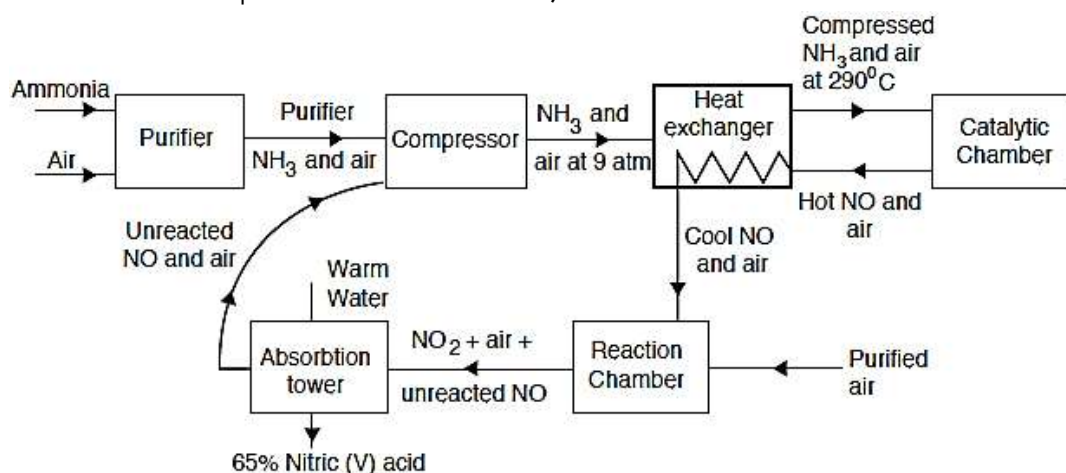 Compressed
NH3 and air
at 290⁰C
Ammonia
Air
Purifier
Purifier
NH3 and air
Compressor
NH3 and
air at 9 atm
Heat
exchanger
Catalytic
Chamber
Hot NO and
air
Unreacted
NO and air
Cool NO
and air
Warm
Water
Absorbtion
tower
NO2 + air +
unreacted NO
Reaction
Chamber
Purified
air
65% Nitric (V) acid